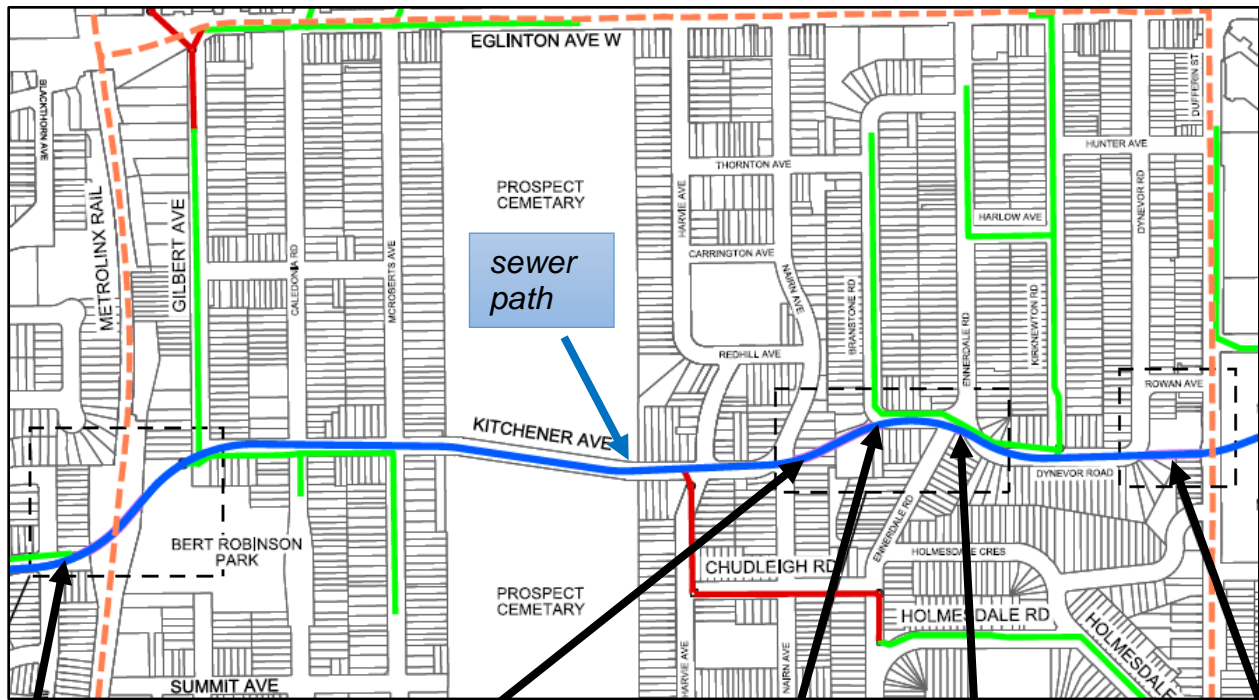 EGLINTON AVE W
BLACKTHORN AVE
METROLINX RAIL
GILBERT AVE
CALEDONIA RD
MCROBERTS AVE
PROSPECT
CEMETARY
sewer
path
HARVIE AVE
THORNTON AVE
CARRINGTON AVE
NAIRN AVE
REDHILL AVE
BRANSTONE RD
ENNERDALE RD
HARLOW AVE
KIRKNEWTON RD
HUNTER AVE
DYNEVOR RD
DUFFERIN ST
ROWAN AVE
KITCHENER AVE
DYNEVOR ROAD
BERT ROBINSON
PARK
ENNERDALE RD
HOLMESDALE CRES
CHUDLEIGH RD
PROSPECT
CEMETARY
HOLMESDALE RD
HOLMESDAL
HARVIE AVE
NAIRN AVE
SUMMIT AVE